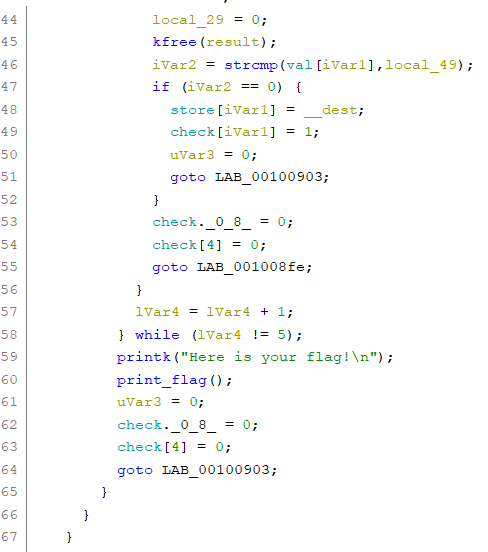 44 local_29 = 0;
45 kfree(result);
46 iVar2 = strcmp(val[iVar1],local_49);
47 if (iVar2 == 0) {
48 store[iVar1] = __dest;
49 check[iVar1] = 1;
50 uVar3 = 0;
51 goto LAB_00100903;
52 }
53 check._0_8_ = 0;
54 check[4] = 0;
55 goto LAB_001008fe;
56 }
57 lVar4 = lVar4 + 1;
58 } while (lVar4 != 5);
59 printk("Here is your flag!\n");
60 print_flag();
61 uVar3 = 0;
62 check._0_8_ = 0;
63 check[4] = 0;
64 goto LAB_00100903;
65 }
66 }
67 }